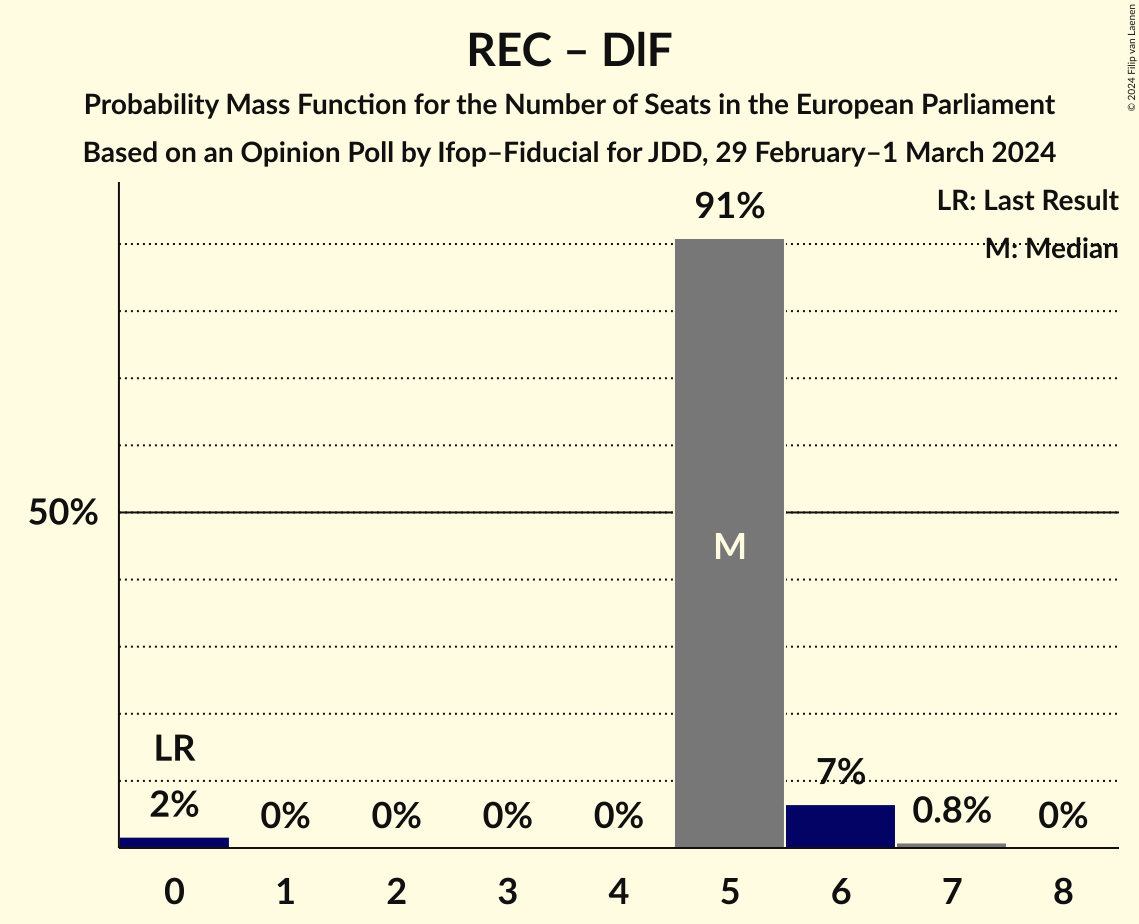 REC – DIF
Probability Mass Function for the Number of Seats in the European Parliament
Based on an Opinion Poll by Ifop–Fiducial for JDD, 29 February–1 March 2024
© 2024 Filip van Laenen
LR: Last Result
M: Median
91%
50%
M
LR
2%
0%
0%
0%
0%
7%
0.8%
0%
0
1
2
3
4
5
6
7
8